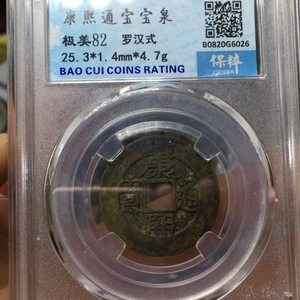 康熙通宝宝泉
极美82 罗汉式
25.3*1.4mm*4.7g
BAO CUI COINS RATING
B0820G6026
保粹
康熙通寶